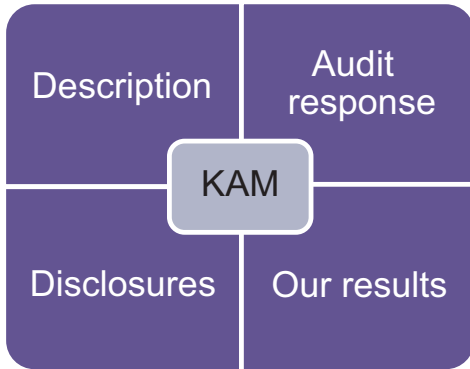 Description
Audit
response
KAM
Disclosures
Our results